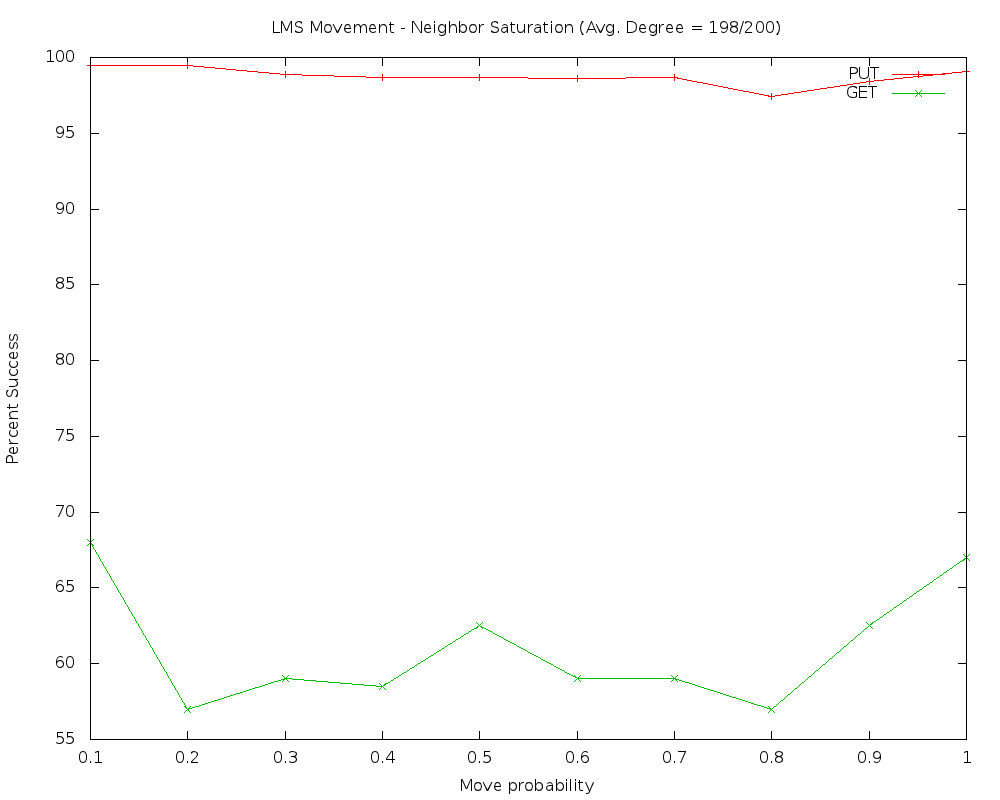 LMS Movement - Neighbor Saturation (Avg. Degree = 198/200)
100
95
90
85
80
75
70
65
60
55
Percent Success
PUT
GET
0.1 0.2 0.3 0.4 0.5 0.6 0.7 0.8 0.9 1
Move probability